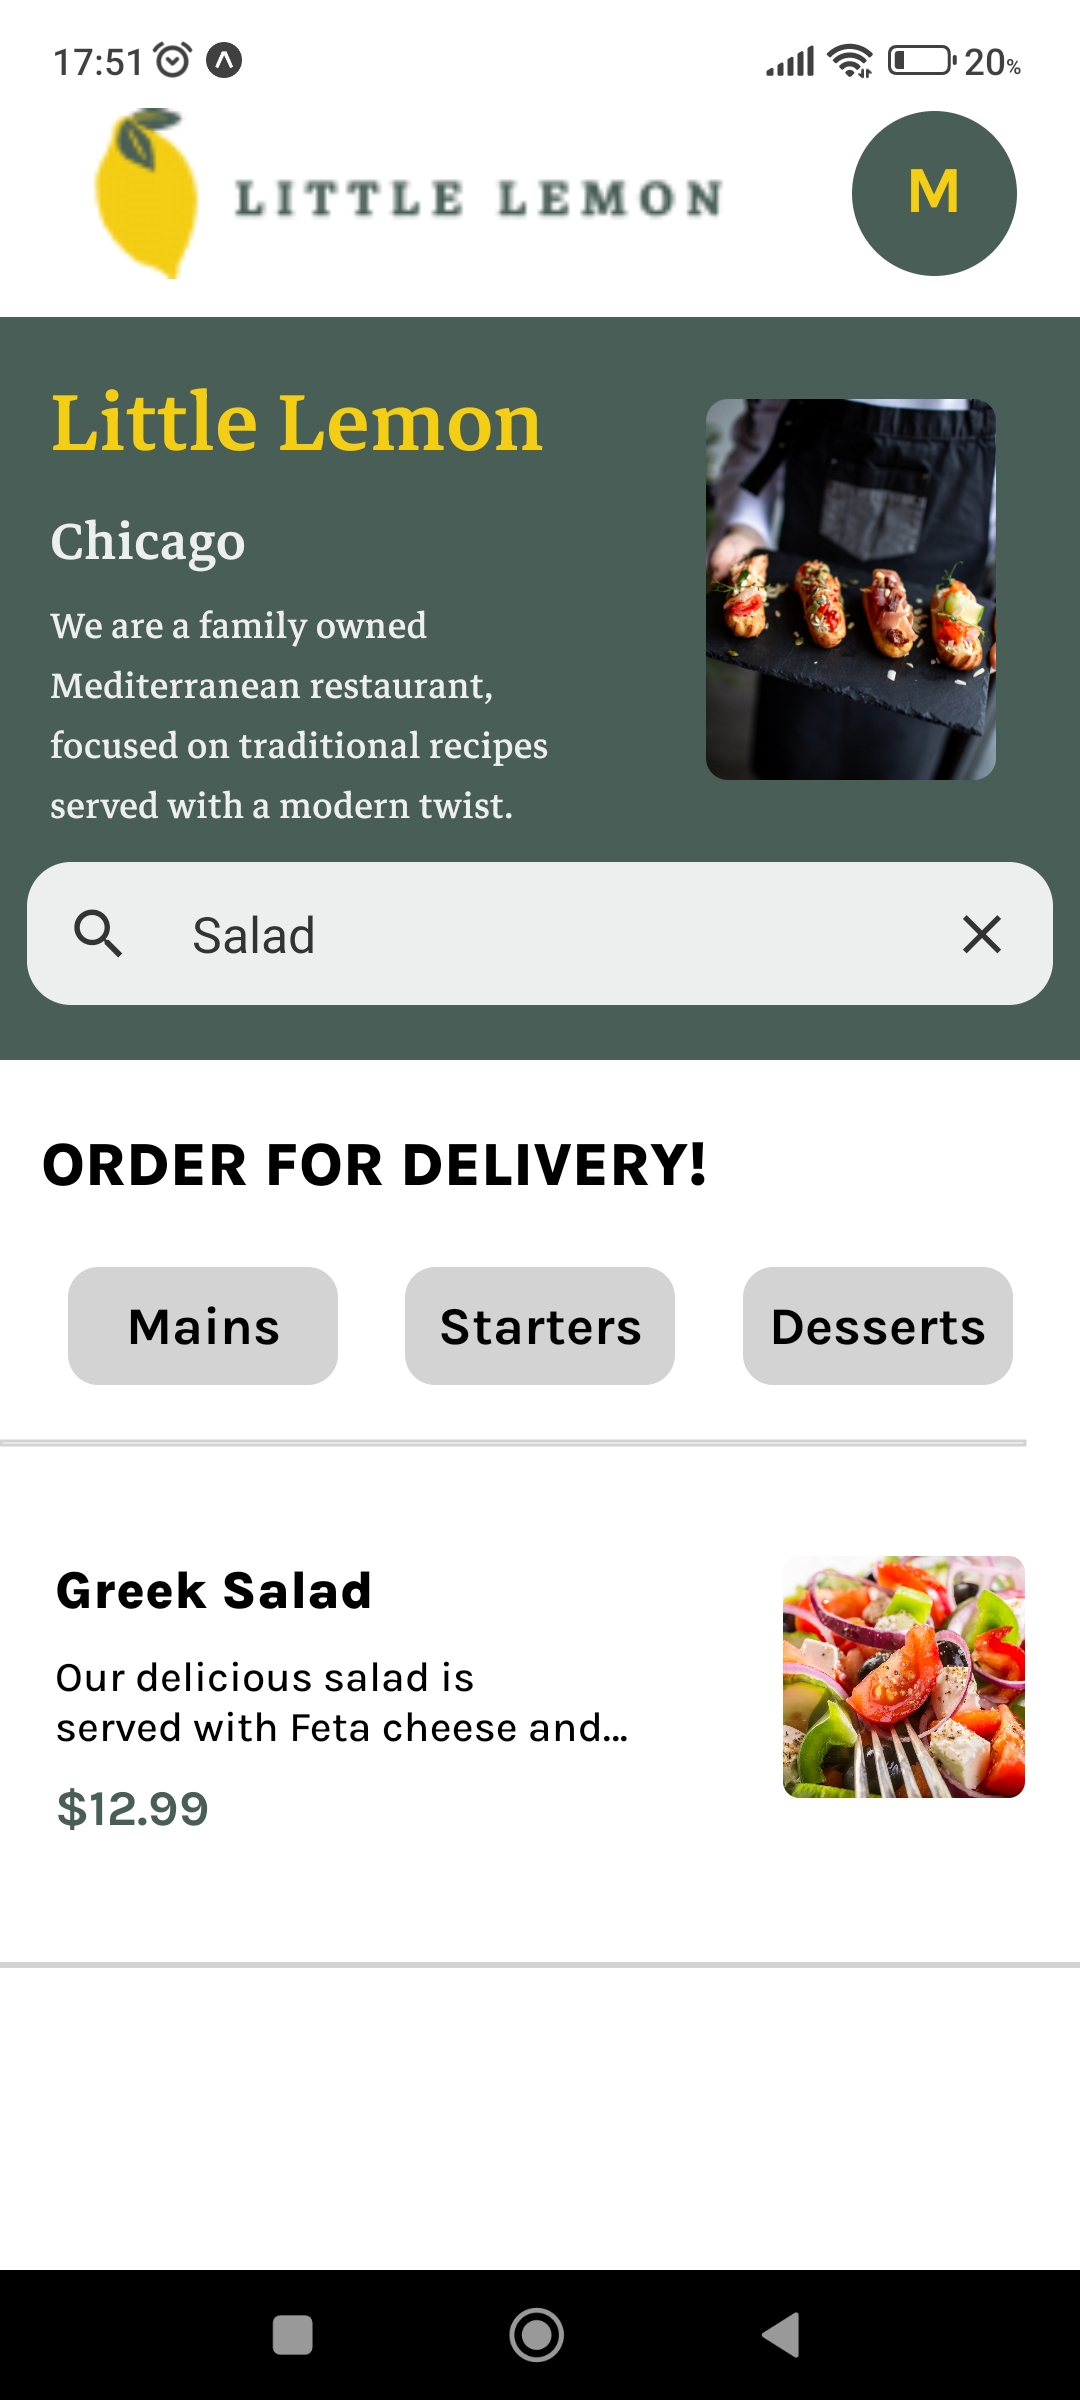 17:51 20%
LITTLE LEMON M
Little Lemon
Chicago
We are a family owned
Mediterranean restaurant,
focused on traditional recipes
served with a modern twist.
Salad
ORDER FOR DELIVERY!
Mains Starters Desserts
Greek Salad
Our delicious salad is
served with Feta cheese and...
$12.99